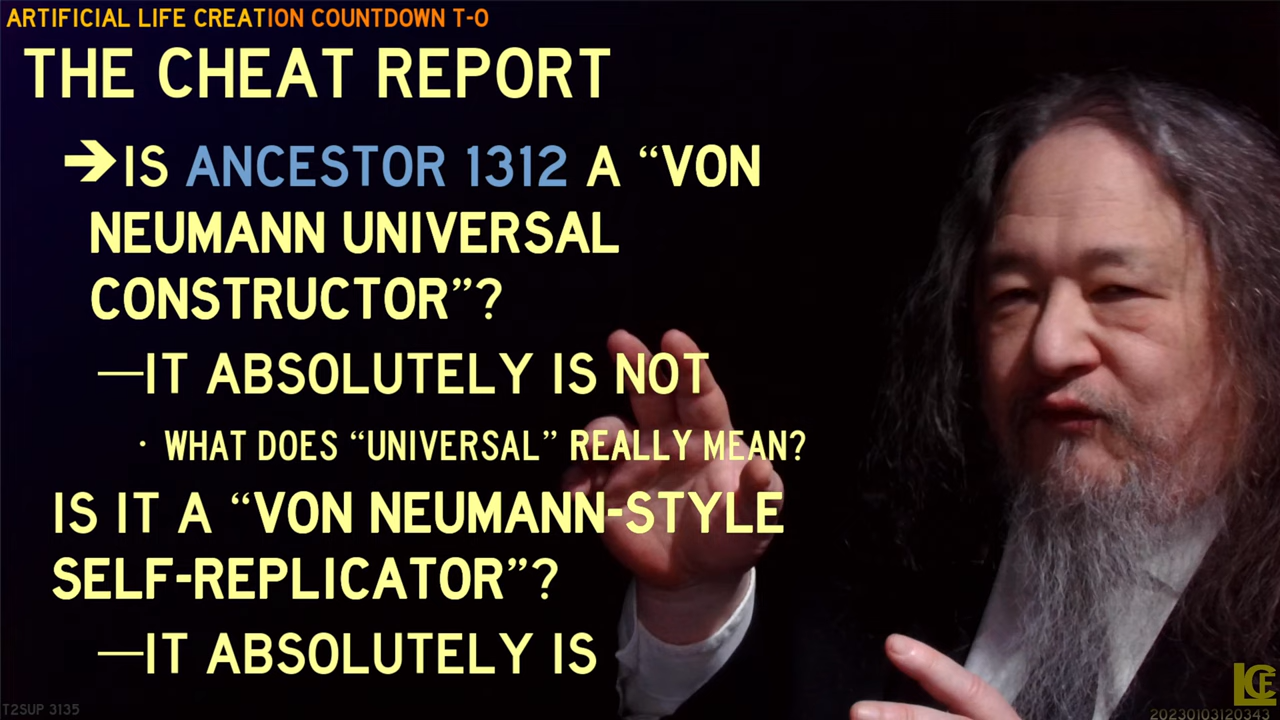 ARTIFICIAL LIFE CREATION COUNTDOWN T-0
THE CHEAT REPORT
➔IS ANCESTOR 1312 A “VON
NEUMANN UNIVERSAL
CONSTRUCTOR”?
—IT ABSOLUTELY IS NOT
· WHAT DOES “UNIVERSAL” REALLY MEAN?
IS IT A “VON NEUMANN-STYLE
SELF-REPLICATOR”?
—IT ABSOLUTELY IS
T2SUP 3135
20230103120343